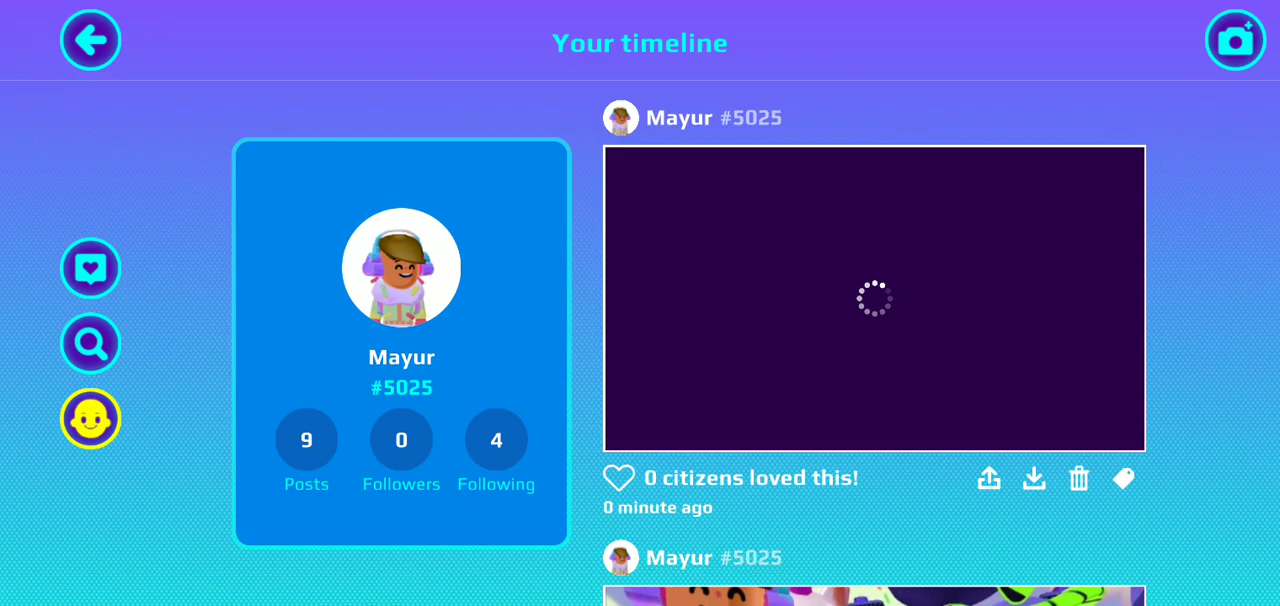 Your timeline
Mayur #5025
Mayur
#5025
9 0 4
Posts Followers Following
0 citizens loved this!
0 minute ago
Mayur #5025